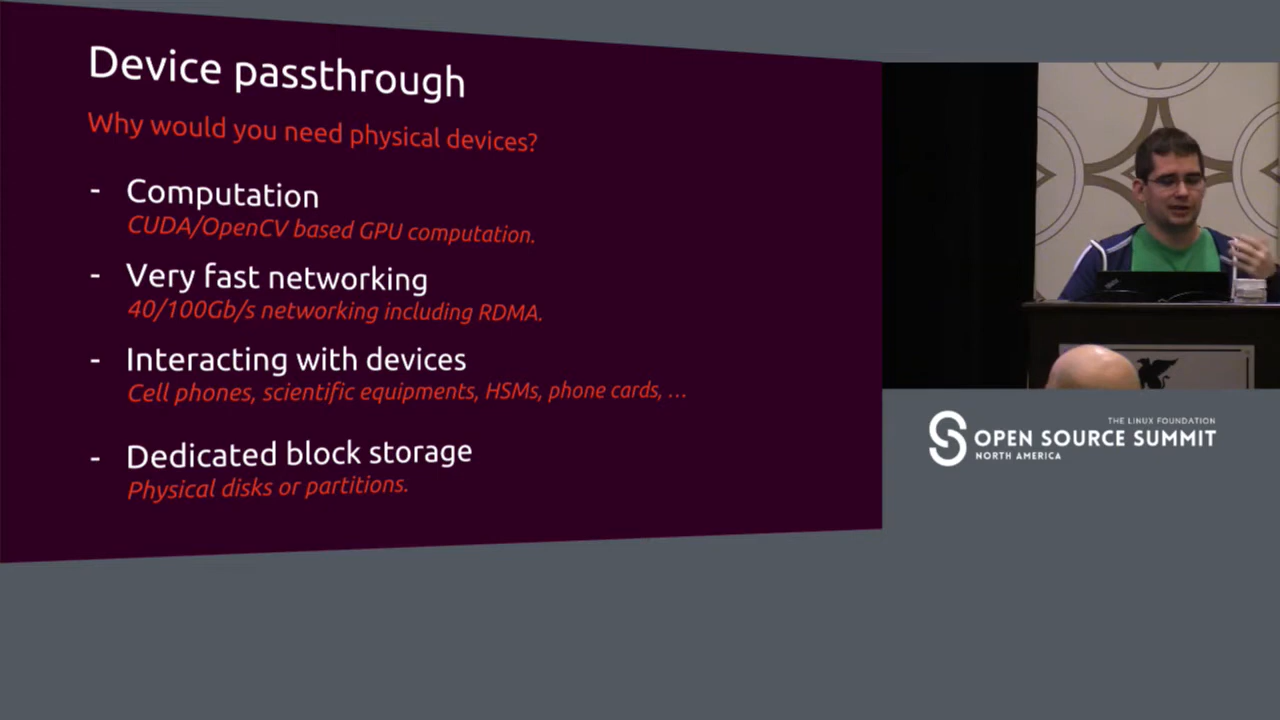 Device passthrough
Why would you need physical devices?
- Computation
CUDA/OpenCV based GPU computation.
- Very fast networking
40/100Gb/s networking including RDMA.
- Interacting with devices
Cell phones, scientific equipments, HSMs, phone cards, ...
- Dedicated block storage
Physical disks or partitions.
THE LINUX FOUNDATION
OPEN SOURCE SUMMIT
NORTH AMERICA